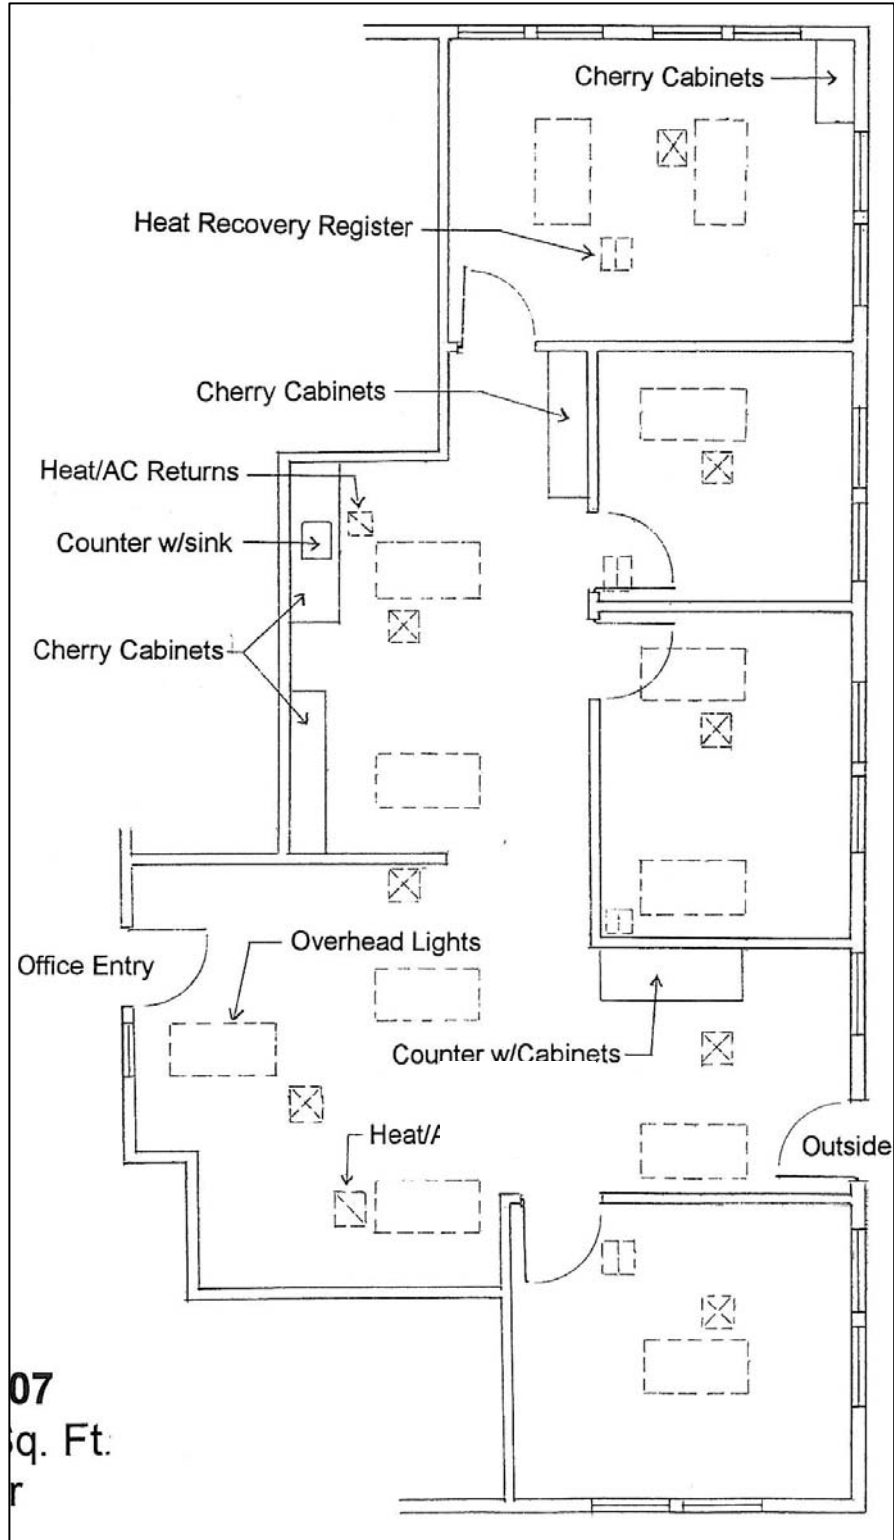 Cherry Cabinets
Heat Recovery Register
Cherry Cabinets
Heat/AC Returns
Counter w/sink
Cherry Cabinets
Overhead Lights
Office Entry
Counter w/Cabinets
Heat/A
Outside
07
Sq. Ft.
r